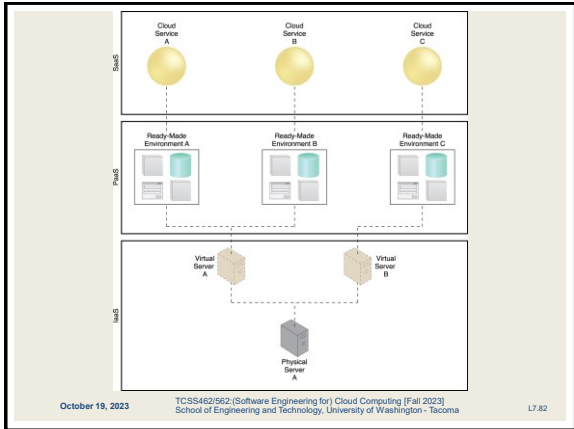 SaaS
Cloud
Service
A
Cloud
Service
B
Cloud
Service
C
PaaS
Ready-Made
Environment A
Ready-Made
Environment B
Ready-Made
Environment C
IaaS
Virtual
Server
A
Virtual
Server
B
Physical
Server
A
October 19, 2023
TCSS462/562:(Software Engineering for) Cloud Computing [Fall 2023]
School of Engineering and Technology, University of Washington - Tacoma
L7.82